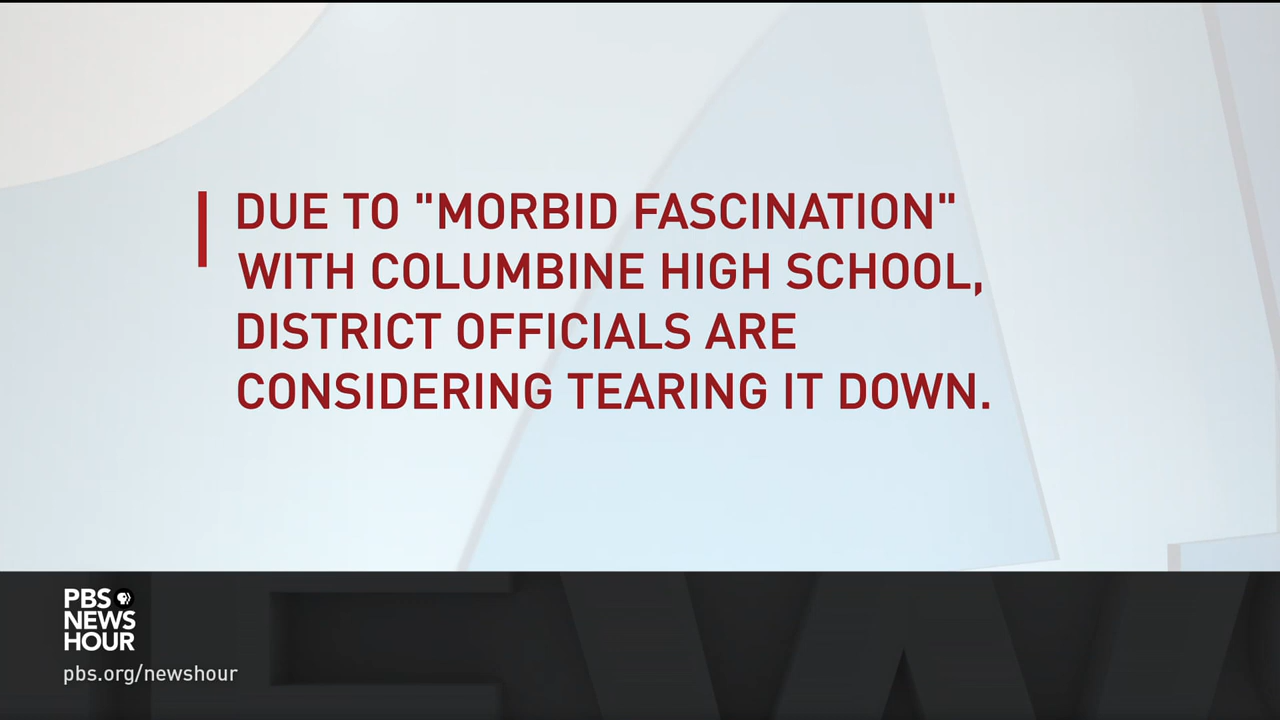 DUE TO "MORBID FASCINATION"
WITH COLUMBINE HIGH SCHOOL,
DISTRICT OFFICIALS ARE
CONSIDERING TEARING IT DOWN.
PBS
NEWS
HOUR
pbs.org/newshour